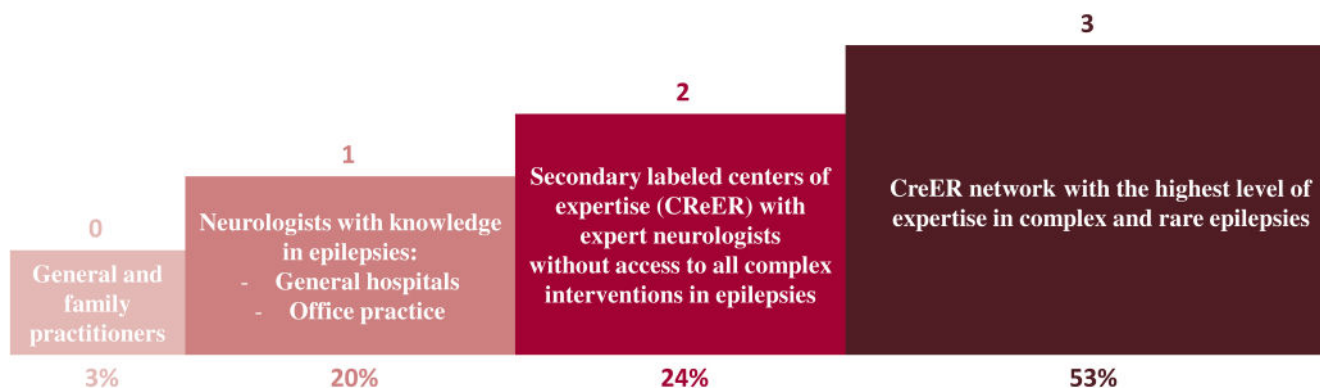 0
General and
family
practitioners
3%
1
Neurologists with knowledge
in epilepsies:
- General hospitals
- Office practice
20%
2
Secondary labeled centers of
expertise (CReER) with
expert neurologists
without access to all complex
interventions in epilepsies
24%
3
CreER network with the highest level of
expertise in complex and rare epilepsies
53%